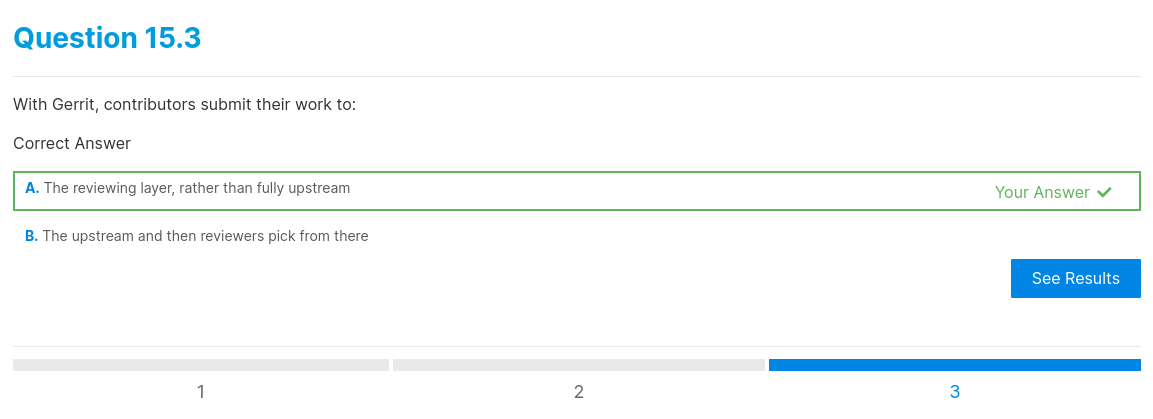 Question 15.3
With Gerrit, contributors submit their work to:
Correct Answer
A. The reviewing layer, rather than fully upstream
Your Answer
B. The upstream and then reviewers pick from there
See Results
1
2
3